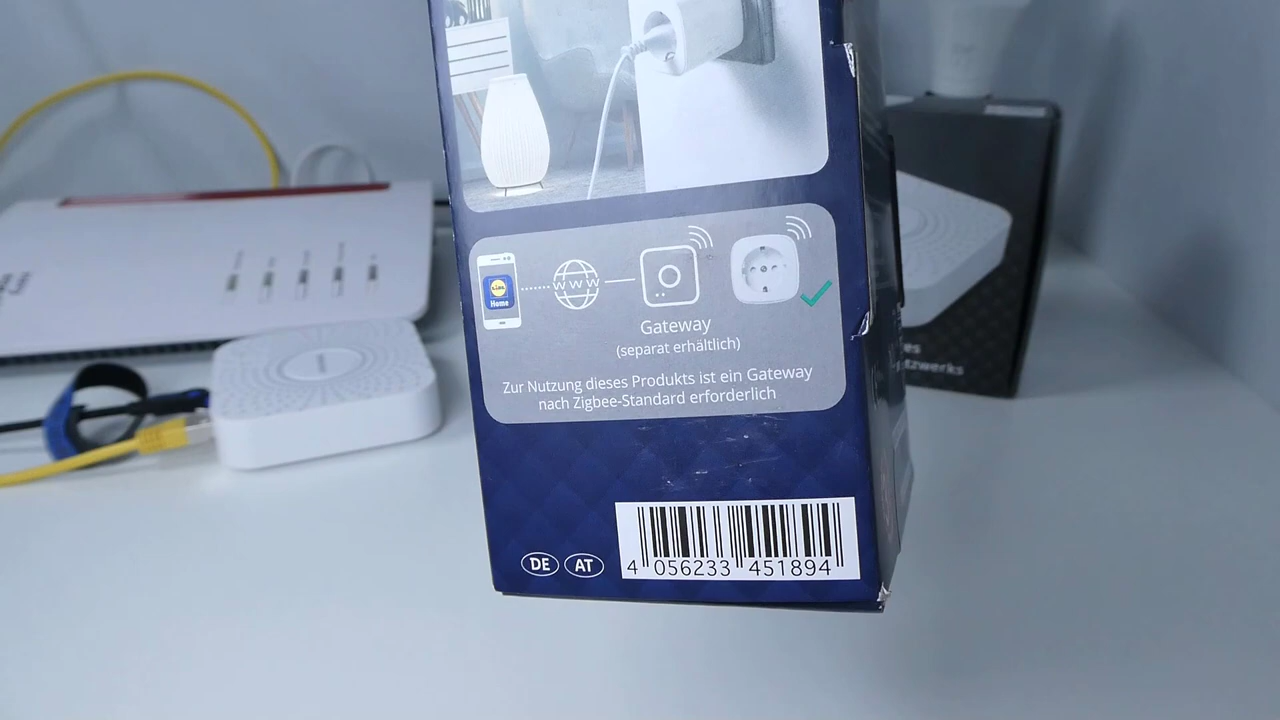 Home
WWW
Gateway
(separat erhältlich)
Zur Nutzung dieses Produkts ist ein Gateway
nach Zigbee-Standard erforderlich
DE AT
4 056233 451894